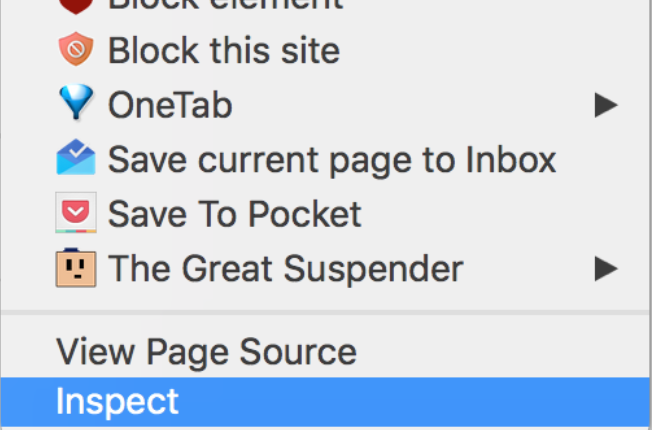 Block element
Block this site
OneTab
Save current page to Inbox
Save To Pocket
The Great Suspender
View Page Source
Inspect